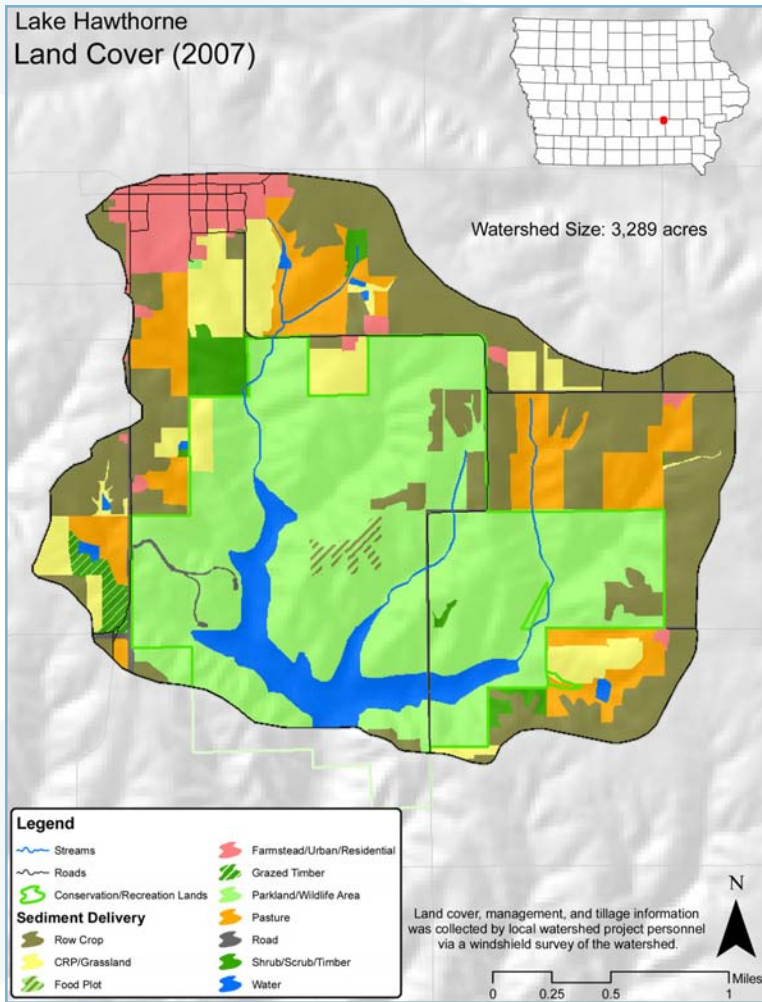 Lake Hawthorne
Land Cover (2007)
Watershed Size: 3,289 acres
Legend
Streams
Roads
Conservation/Recreation Lands
Sediment Delivery
Row Crop
CRP/Grassland
Food Plot
Farmstead/Urban/Residential
Grazed Timber
Parkland/Wildlife Area
Pasture
Road
Shrub/Scrub/Timber
Water
Land cover, management, and tillage information
was collected by local watershed project personnel
via a windshield survey of the watershed.
N
Miles
0 0.25 0.5 1